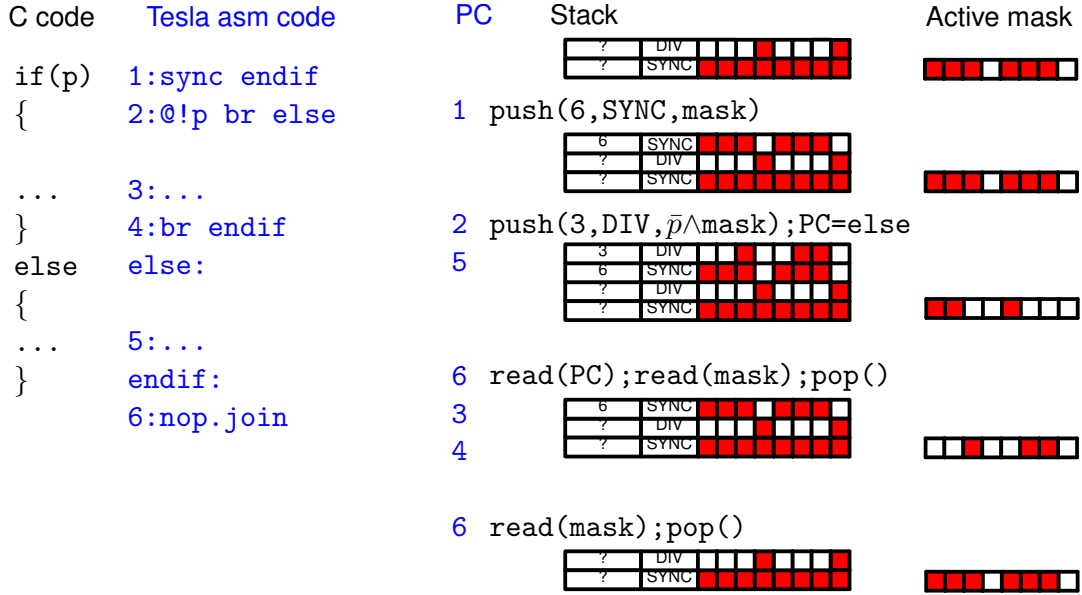 C code Tesla asm code PC Stack Active mask
? DIV
? SYNC
if(p) 1:sync endif
{ 2:@!p br else 1 push(6,SYNC,mask)
6 SYNC
? DIV
? SYNC
... 3:...
} 4:br endif 2 push(3,DIV,p̄∧mask);PC=else
else else: 5
3 DIV
6 SYNC
? DIV
? SYNC
{
... 5:...
} endif: 6 read(PC);read(mask);pop()
6:nop.join 3
4
6 SYNC
? DIV
? SYNC
6 read(mask);pop()
? DIV
? SYNC